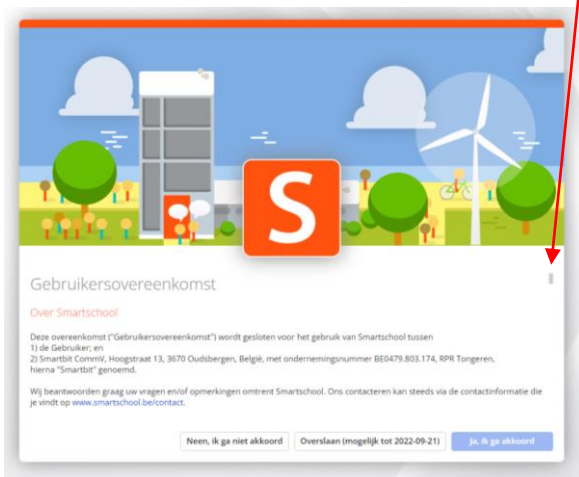 S
Gebruikersovereenkomst
Over Smartschool
Deze overeenkomst ("Gebruikersovereenkomst") wordt gesloten voor het gebruik van Smartschool tussen
1) de Gebruiker; en
2) Smartbit CommV, Hoogstraat 13, 3670 Oudsbergen, België, met ondernemingsnummer BE0479.803.174, RPR Tongeren,
hierna "Smartbit" genoemd.
Wij beantwoorden graag uw vragen en/of opmerkingen omtrent Smartschool. Ons contacteren kan steeds via de contactinformatie die
je vindt op www.smartschool.be/contact.
Neen, ik ga niet akkoord Overslaan (mogelijk tot 2022-09-21) Ja, ik ga akkoord